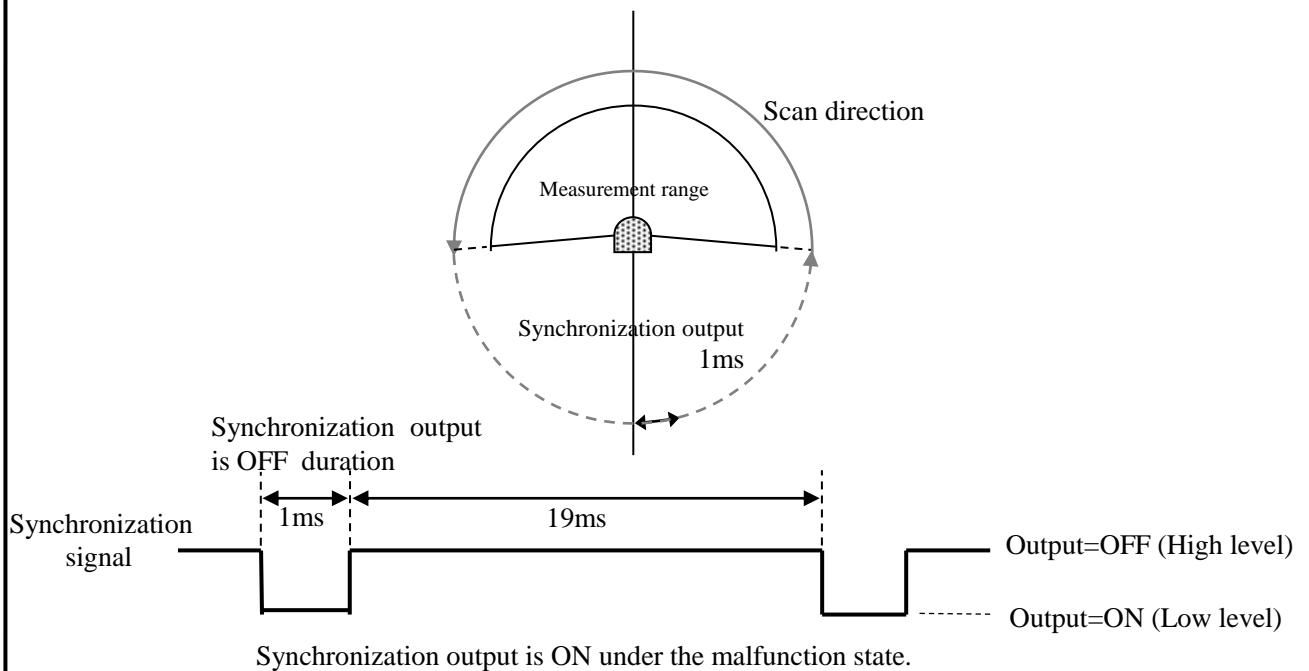 Scan direction
Measurement range
Synchronization output
1ms
Synchronization output
is OFF duration
1ms
19ms
Synchronization
signal
Output=OFF (High level)
Output=ON (Low level)
Synchronization output is ON under the malfunction state.